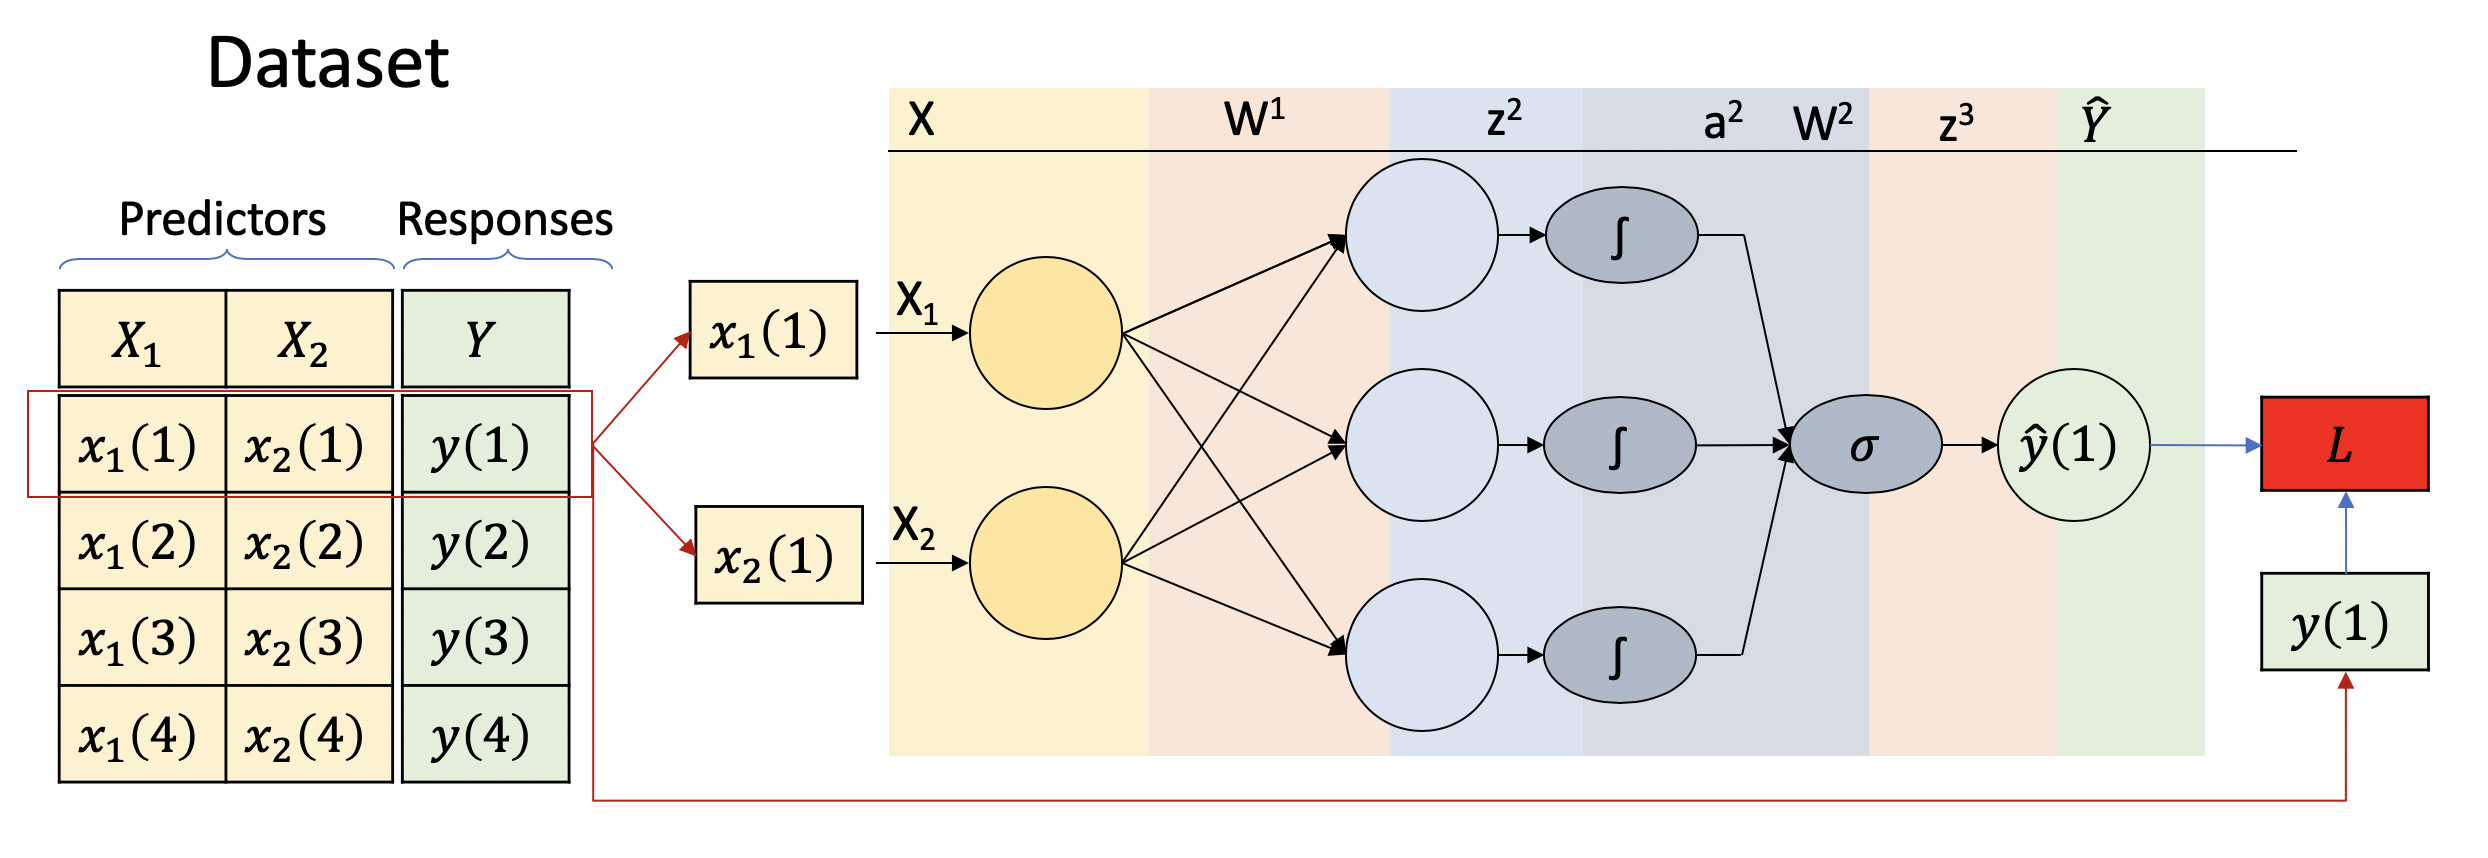 Dataset
X W¹ z² a² W² z³ Ŷ
Predictors Responses
X₁ X₂ Y
x₁(1) x₂(1) y(1)
x₁(2) x₂(2) y(2)
x₁(3) x₂(3) y(3)
x₁(4) x₂(4) y(4)
x₁(1)
x₂(1)
X₁
X₂
∫
∫
∫
σ
ŷ(1)
L
y(1)